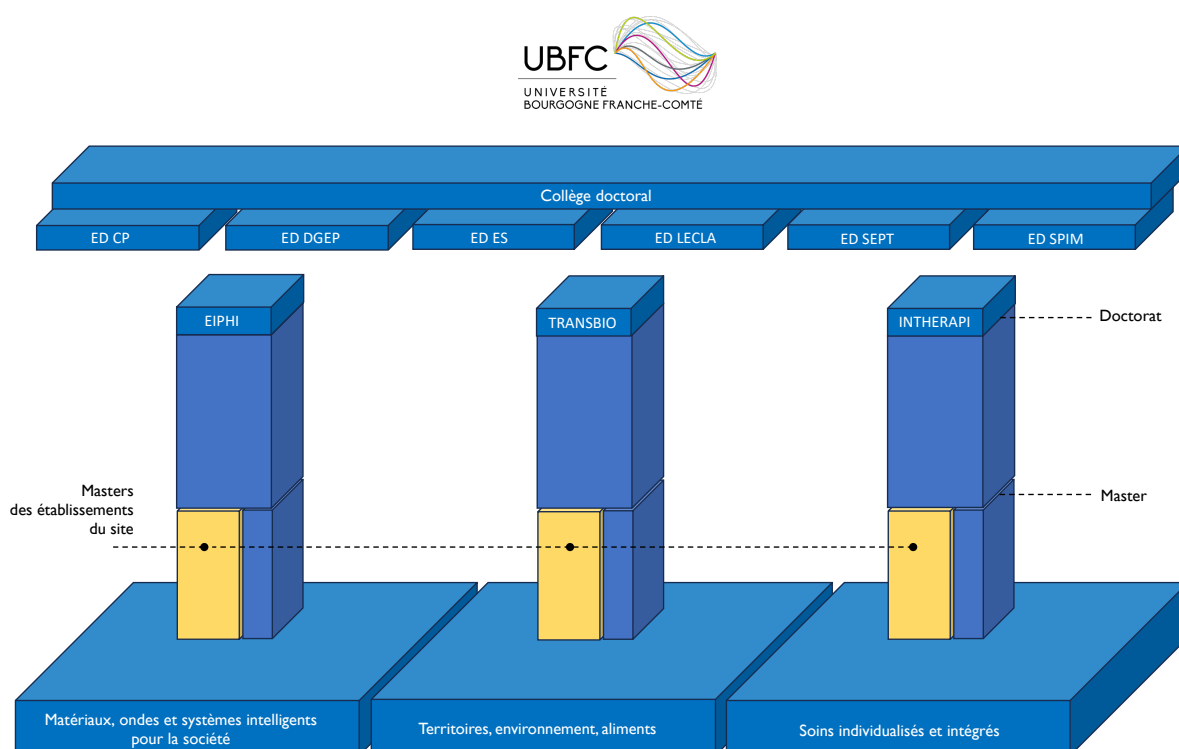 UBFC
UNIVERSITÉ
BOURGOGNE FRANCHE-COMTÉ
Collège doctoral
ED CP
ED DGEP
ED ES
ED LECLA
ED SEPT
ED SPIM
EIPHI
TRANSBIO
INTHERAPI
Doctorat
Masters
des établissements
du site
Master
Matériaux, ondes et systèmes intelligents
pour la société
Territoires, environnement, aliments
Soins individualisés et intégrés